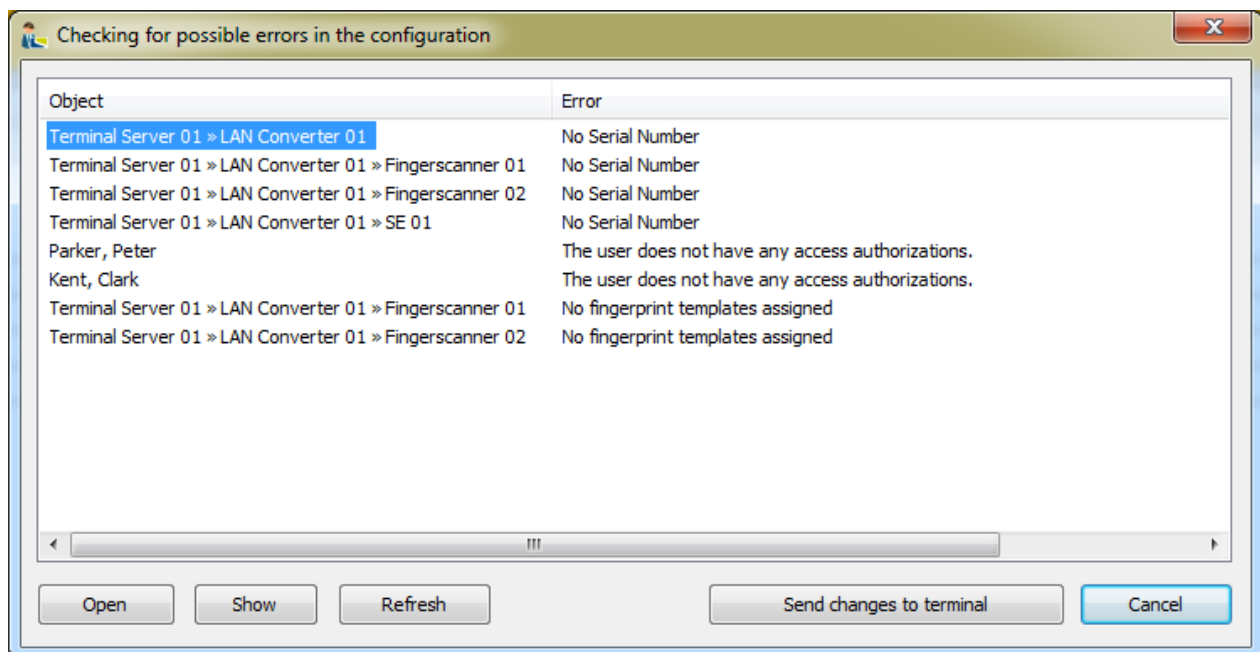 Checking for possible errors in the configuration
Object Error
Terminal Server 01 » LAN Converter 01 No Serial Number
Terminal Server 01 » LAN Converter 01 » Fingerscanner 01 No Serial Number
Terminal Server 01 » LAN Converter 01 » Fingerscanner 02 No Serial Number
Terminal Server 01 » LAN Converter 01 » SE 01 No Serial Number
Parker, Peter The user does not have any access authorizations.
Kent, Clark The user does not have any access authorizations.
Terminal Server 01 » LAN Converter 01 » Fingerscanner 01 No fingerprint templates assigned
Terminal Server 01 » LAN Converter 01 » Fingerscanner 02 No fingerprint templates assigned
Open Show Refresh Send changes to terminal Cancel